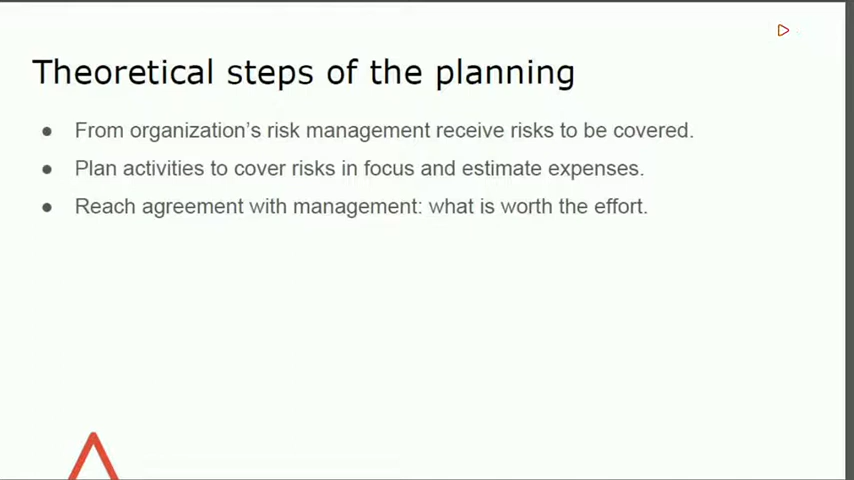 Theoretical steps of the planning
● From organization's risk management receive risks to be covered.
● Plan activities to cover risks in focus and estimate expenses.
● Reach agreement with management: what is worth the effort.